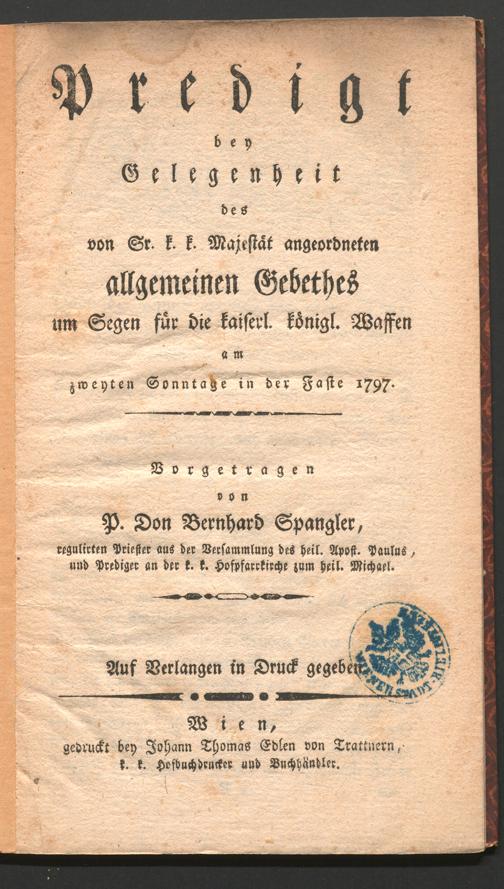 Predigt
bey
Gelegenheit
des
von Sr. k. k. Majestät angeordneten
allgemeinen Gebethes
um Segen für die kaiserl. königl. Waffen
am
zweyten Sonntage in der Faste 1797.
Vorgetragen
von
P. Don Bernhard Spangler,
regulirten Priester aus der Versammlung des heil. Apost. Paulus,
und Prediger an der k. k. Hofpfarrkirche zum heil. Michael.
Auf Verlangen in Druck gegeben.
Wien,
gedruckt bey Johann Thomas Edlen von Trattnern,
k. k. Hofbuchdrucker und Buchhändler.